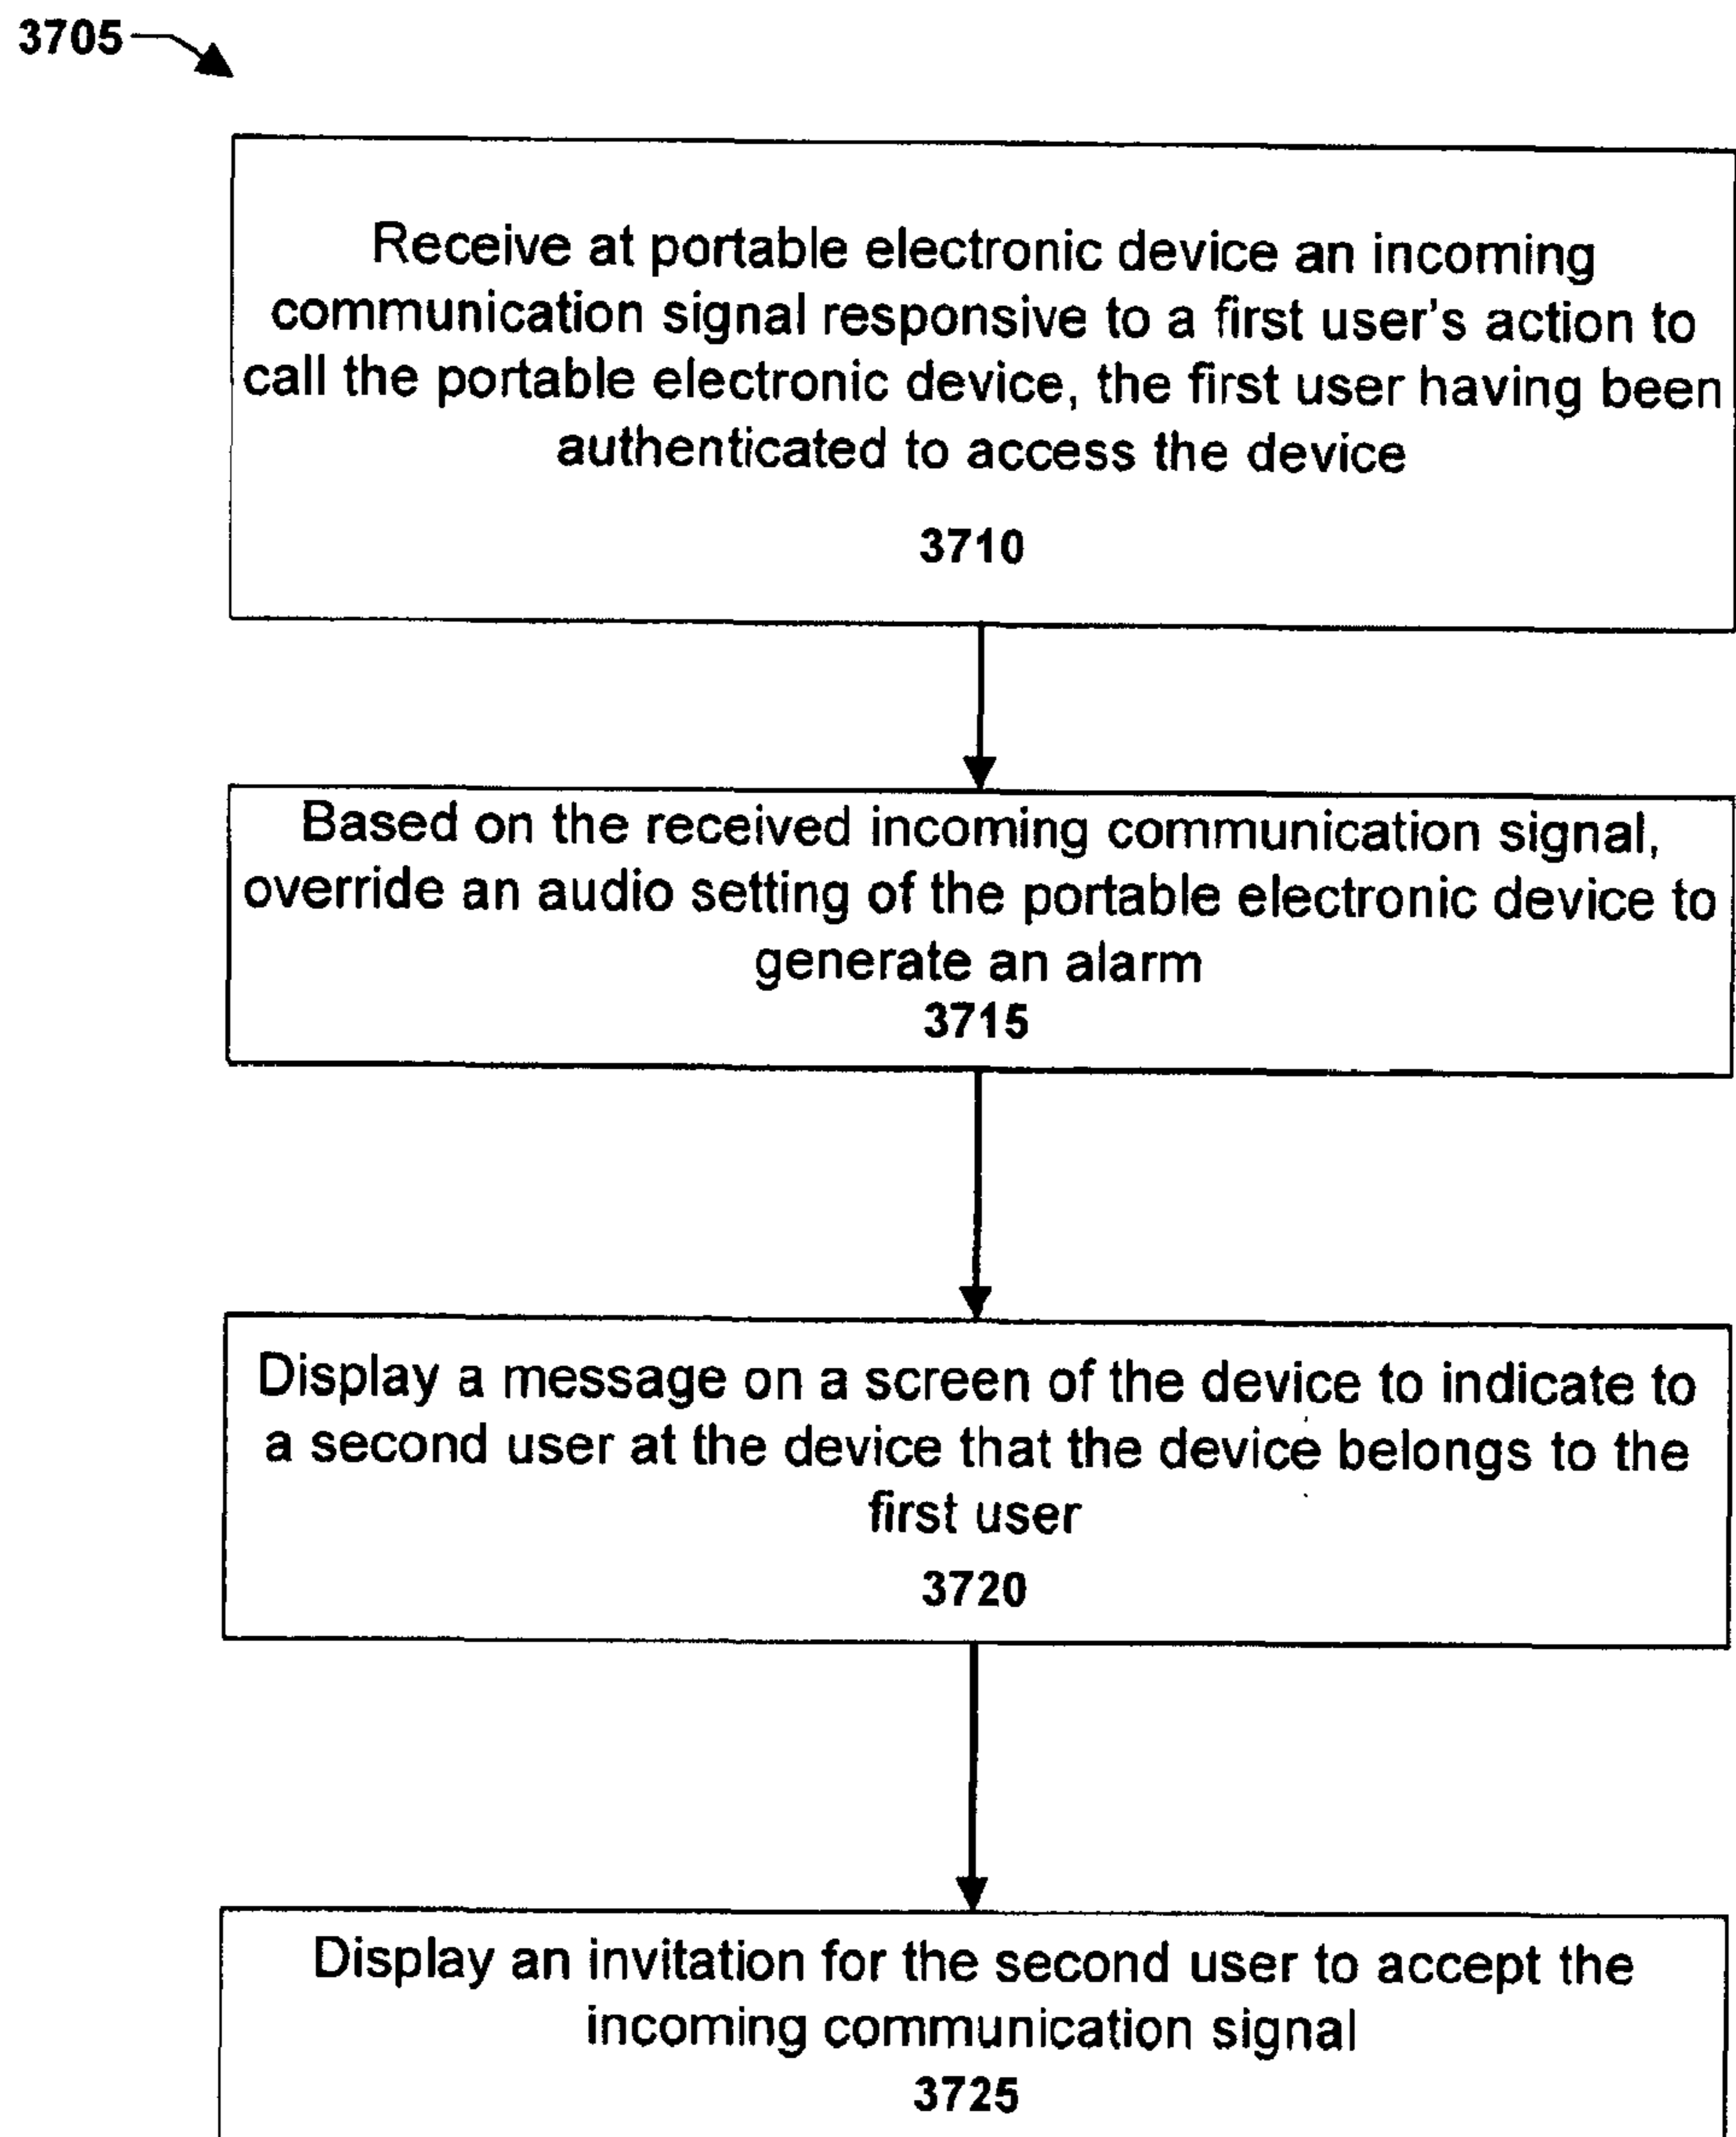 3705
Receive at portable electronic device an incoming
communication signal responsive to a first user's action to
call the portable electronic device, the first user having been
authenticated to access the device
3710
Based on the received incoming communication signal,
override an audio setting of the portable electronic device to
generate an alarm
3715
Display a message on a screen of the device to indicate to
a second user at the device that the device belongs to the
first user
3720
Display an invitation for the second user to accept the
incoming communication signal
3725